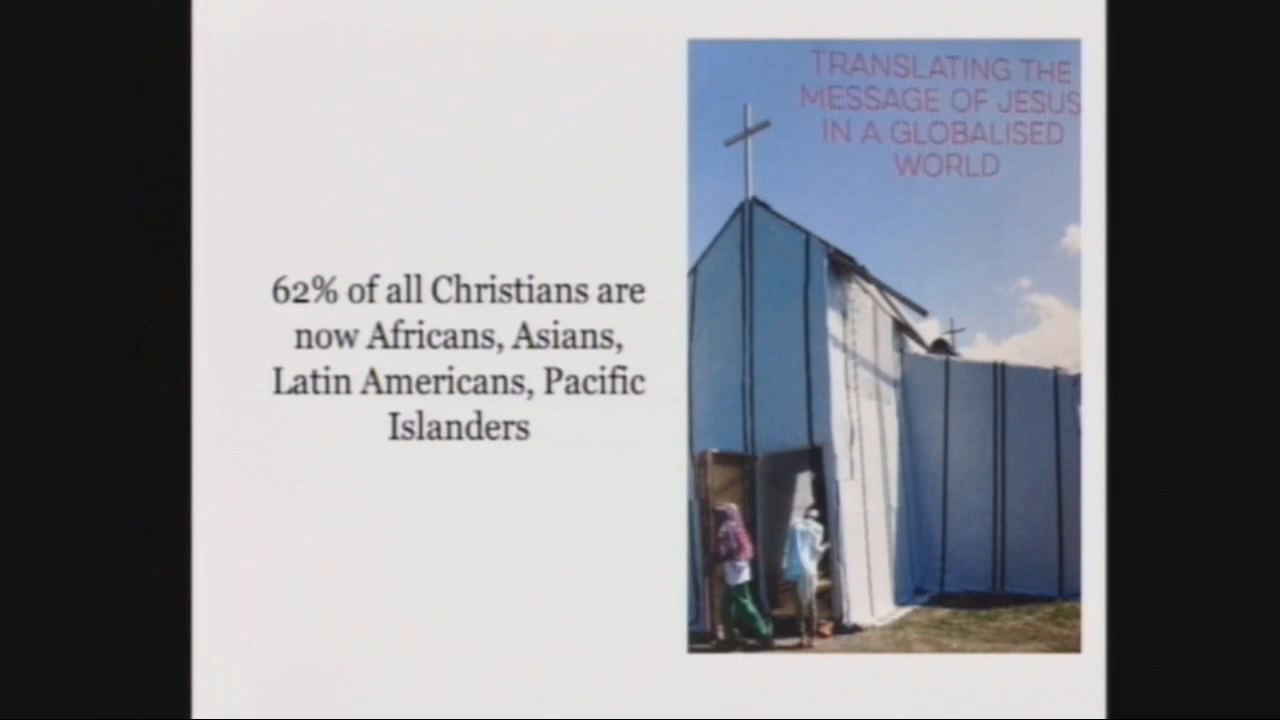 62% of all Christians are
now Africans, Asians,
Latin Americans, Pacific
Islanders
TRANSLATING THE
MESSAGE OF JESUS
IN A GLOBALISED
WORLD